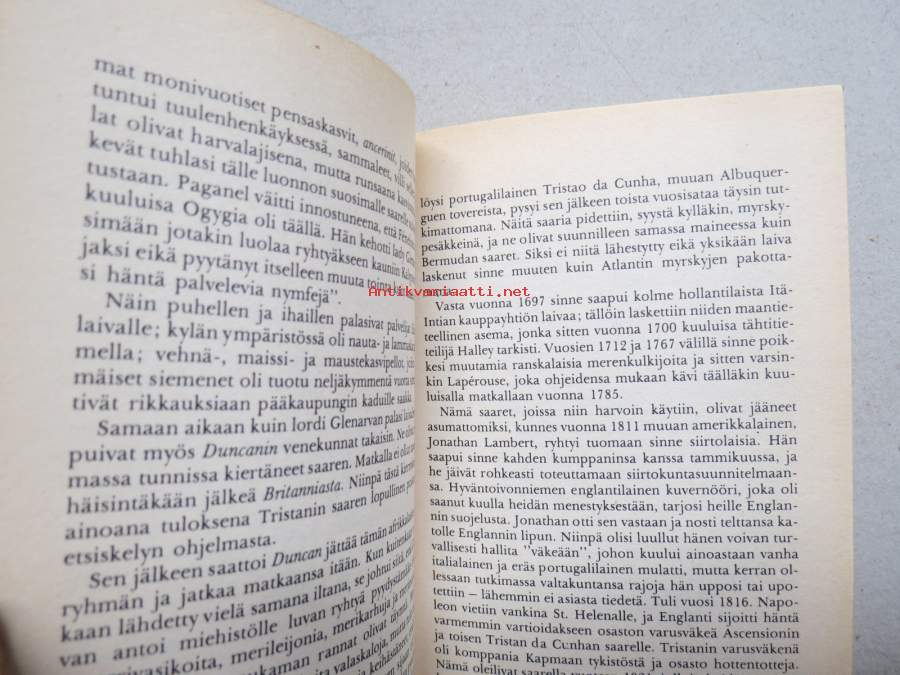 mat monivuotiset pensaskasvit, ancerinit, joiden
tuntui tuulenhenkäyksessä, sammaleet, villi
lat olivat harvalajisena, mutta runsaana
kevät tuhlasi tälle luonnon suosimalle saarelle
tustaan. Paganel väitti innostuneena, että
kuuluisa Ogygia oli täällä. Hän kehotti lady
simään jotakin luolaa ryhtyäkseen kauniin
jaksi eikä pyytänyt itselleen muuta tointa
si häntä palvelevia nymfejä".
Näin puhellen ja ihaillen palasivat
laivalle; kylän ympäristössä oli nauta- ja
mella; vehnä-, maissi- ja maustekasvipellot,
mäiset siemenet oli tuotu neljäkymmentä vuotta
tivät rikkauksiaan pääkaupungin kaduille saakka.
Samaan aikaan kuin lordi Glenarvan palasi
puivat myös Duncanin venekunnat takaisin. Ne
massa tunnissa kiertäneet saaren. Matkalla ei
häisintäkään jälkeä Britanniasta. Niinpä tästä
ainoana tuloksena Tristanin saaren lopullinen
etsiskelyn ohjelmasta.
Sen jälkeen saattoi Duncan jättää tämän
ryhmän ja jatkaa matkaansa itään. Kun
kaan lähdetty vielä samana iltana, se johtui siitä,
van antoi miehistölle luvan ryhtyä
merileijonia, merikarhuja ja
rannat olivat täynnä
valaskaloja, mutta
löysi portugalilainen Tristao da Cunha, muuan Albuquer-
guen tovereista, pysyi sen jälkeen toista vuosisataa täysin tut-
kimattomana. Näitä saaria pidettiin, syystä kylläkin, myrsky-
pesäkkeinä, ja ne olivat suunnilleen samassa maineessa kuin
Bermudan saaret. Siksi ei niitä lähestytty eikä yksikään laiva
laskenut sinne muuten kuin Atlantin myrskyjen pakotta-
Antikvariaatti.net
Vasta vuonna 1697 sinne saapui kolme hollantilaista Itä-
Intian kauppayhtiön laivaa; tällöin laskettiin niiden maantie-
teellinen asema, jonka sitten vuonna 1700 kuuluisa tähtitie-
teilijä Halley tarkisti. Vuosien 1712 ja 1767 välillä sinne poik-
kesi muutamia ranskalaisia merenkulkijoita ja sitten varsin-
kin Lapérouse, joka ohjeidensa mukaan kävi täälläkin kuu-
luisalla matkallaan vuonna 1785.
Nämä saaret, joissa niin harvoin käytiin, olivat jääneet
asumattomiksi, kunnes vuonna 1811 muuan amerikkalainen,
Jonathan Lambert, ryhtyi tuomaan sinne siirtolaisia. Hän
saapui sinne kahden kumppaninsa kanssa tammikuussa, ja
he jäivät rohkeasti toteuttamaan siirtokuntasuunnitelmaan-
sa. Hyväntoivonniemen englantilainen kuvernööri, joka oli
saanut kuulla heidän menestyksestään, tarjosi heille Englan-
nin suojelusta. Jonathan otti sen vastaan ja nosti telttansa ka-
tolle Englannin lipun. Niinpä olisi luullut hänen voivan tur-
vallisesti hallita "väkeään", johon kuului ainoastaan vanha
italialainen ja eräs portugalilainen mulatti, mutta kerran ol-
lessaan tutkimassa valtakuntansa rajoja hän upposi tai upo-
tettiin – lähemmin ei asiasta tiedetä. Tuli vuosi 1816. Napo-
leon vietiin vankina St. Helenalle, ja Englanti sijoitti häntä
varmemmin vartioidakseen osaston varusväkeä Ascensionin
ja toisen Tristan da Cunhan saarelle. Tristanin varusväkenä
oli komppania Kapmaan tykistöstä ja osasto hottentotteja.
Nämä oleilivat saarella